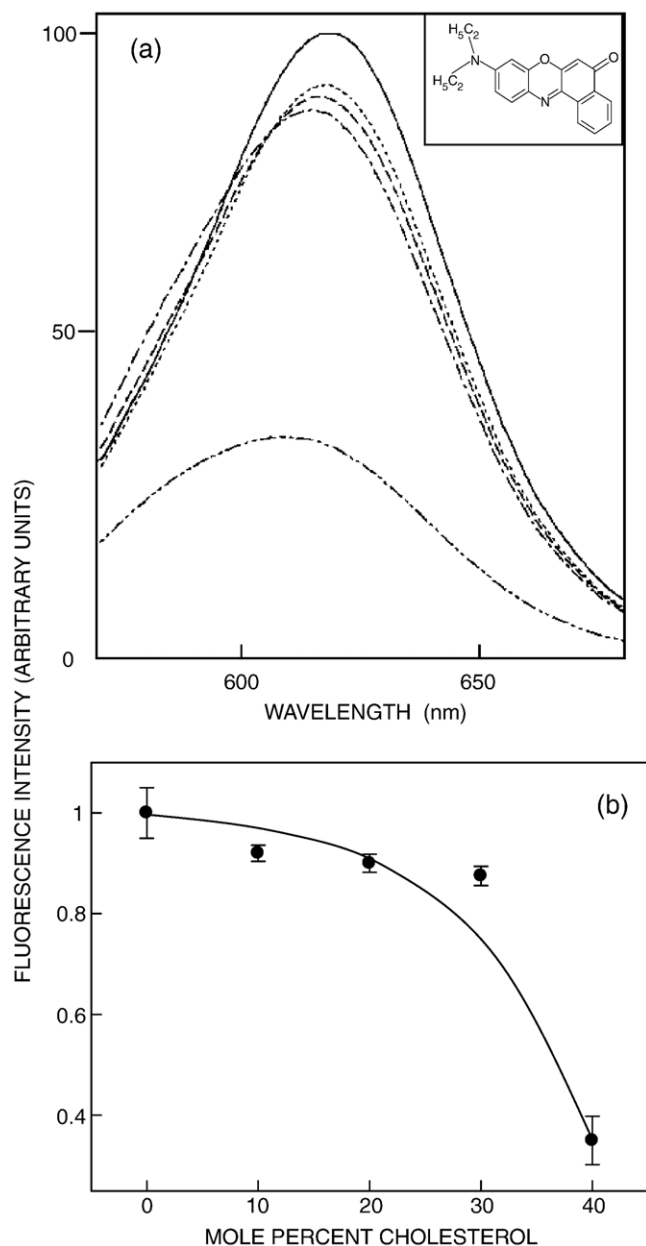 (a)
100
50
0
600
650
WAVELENGTH (nm)
H₅C₂
H₅C₂
N
O
O
N
FLUORESCENCE INTENSITY (ARBITRARY UNITS)
(b)
1
0.8
0.6
0.4
0
10
20
30
40
MOLE PERCENT CHOLESTEROL